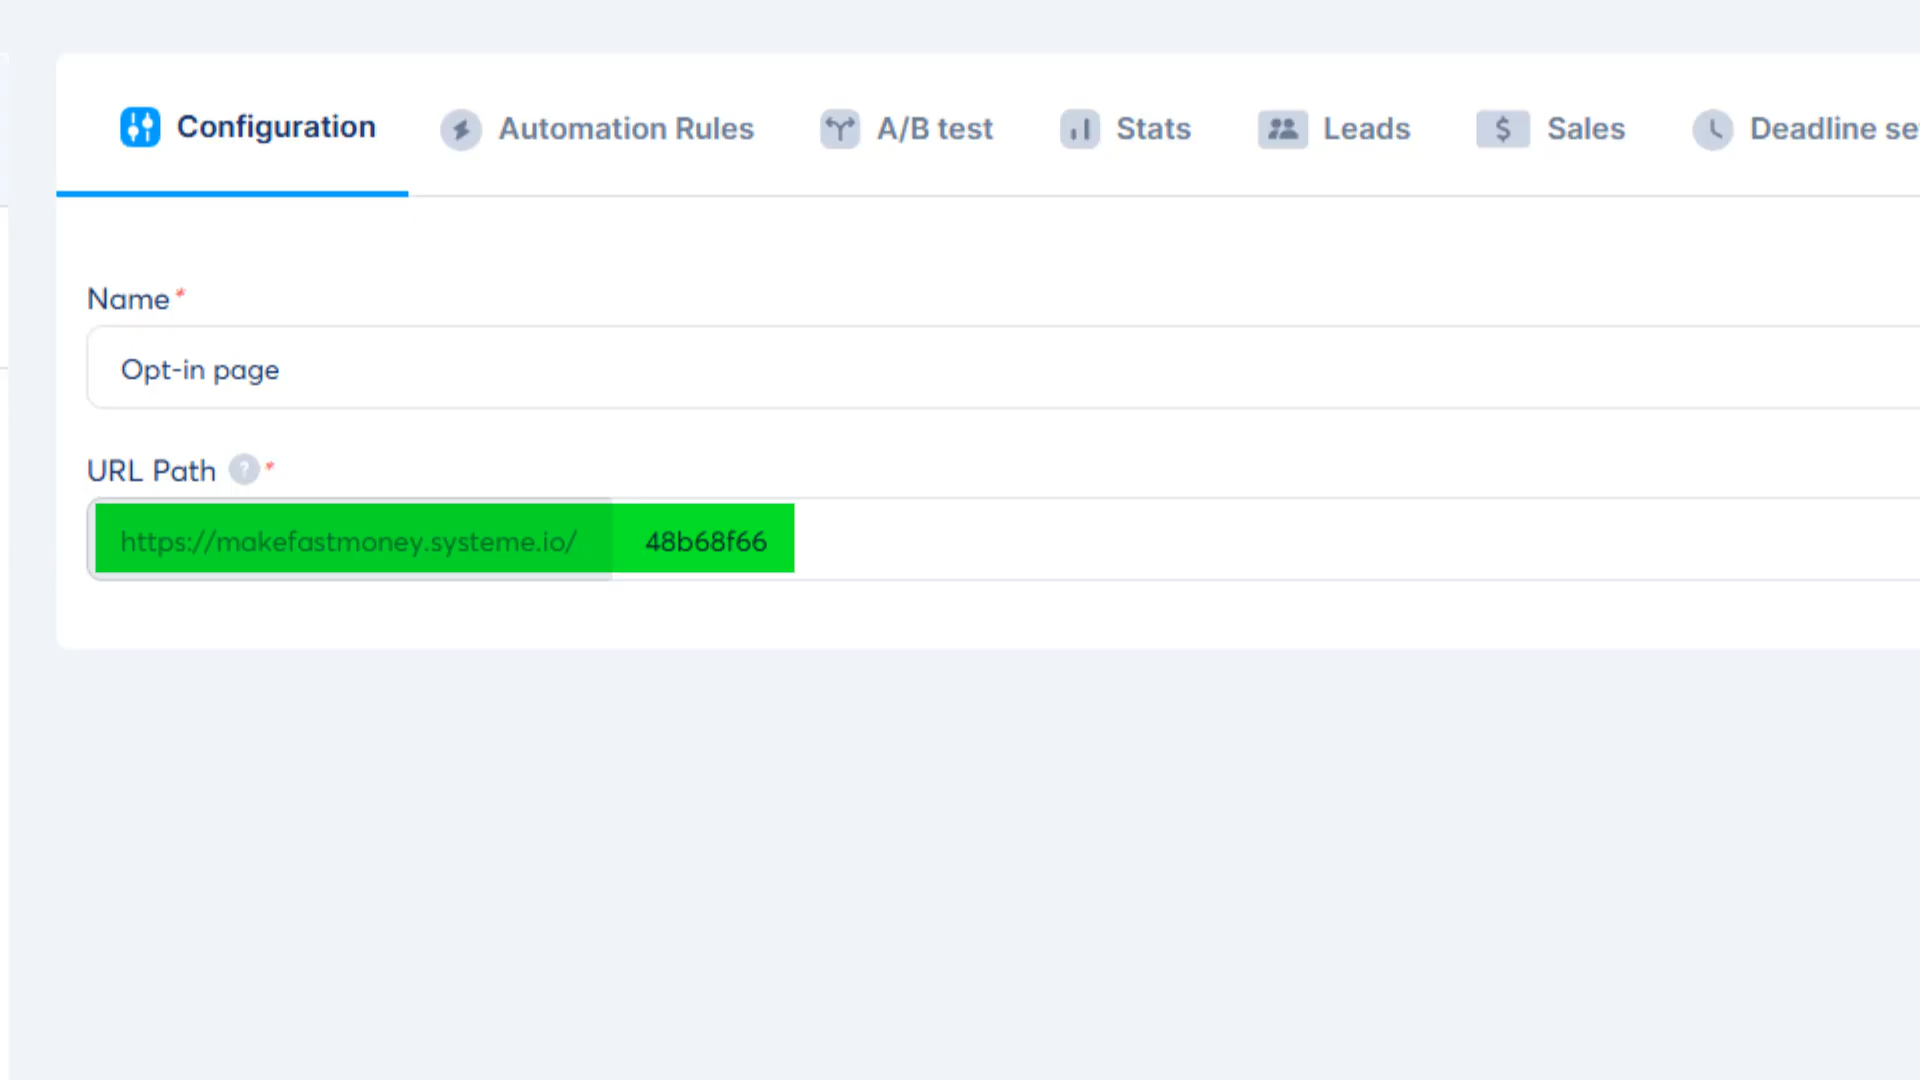 Configuration Automation Rules A/B test Stats Leads Sales Deadline se
Name *
Opt-in page
URL Path ? *
https://makefastmoney.systeme.io/ 48b68f66